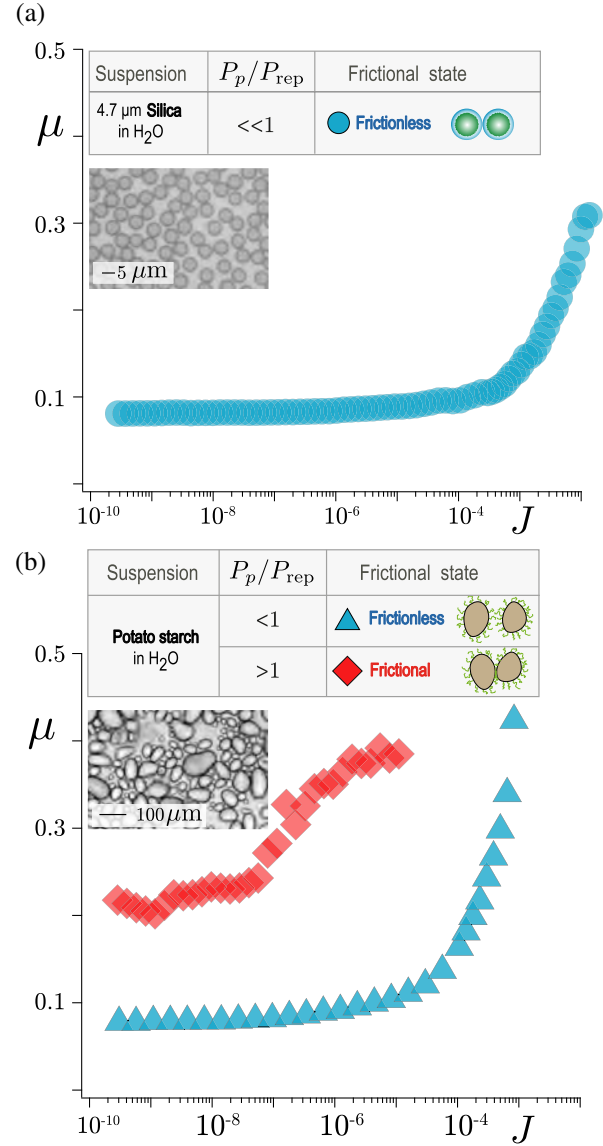 (a)
0.5
Suspension P_p/P_rep Frictional state
4.7 µm Silica
in H₂O
<<1
Frictionless
μ
0.3
−5 μm
0.1
10⁻¹⁰ 10⁻⁸ 10⁻⁶ 10⁻⁴ J
(b)
Suspension P_p/P_rep Frictional state
<1 Frictionless
Potato starch
in H₂O
>1 Frictional
0.5
μ
— 100μm
0.3
0.1
10⁻¹⁰ 10⁻⁸ 10⁻⁶ 10⁻⁴ J